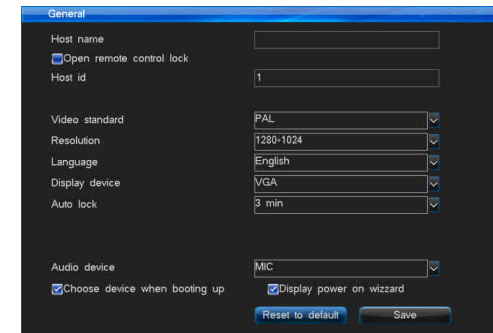 General
Host name
Open remote control lock
Host id 1
Video standard PAL
Resolution 1280*1024
Language English
Display device VGA
Auto lock 3 min
Audio device MIC
Choose device when booting up Display power on wizzard
Reset to default Save